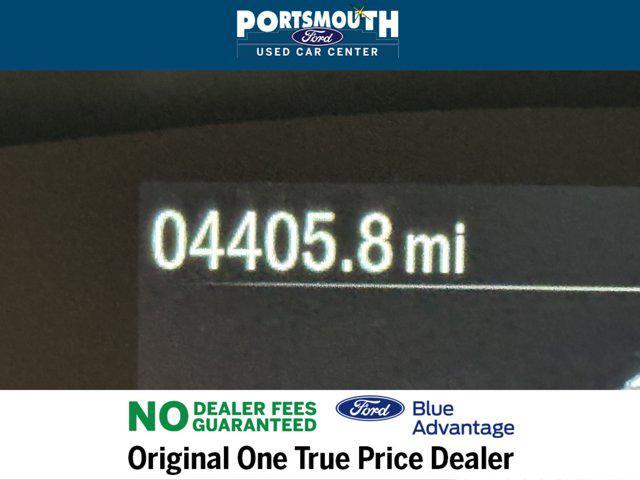 PORTSMOUTH
Ford
USED CAR CENTER
04405.8 mi
NO DEALER FEES
GUARANTEED
Ford
Blue
Advantage
Original One True Price Dealer